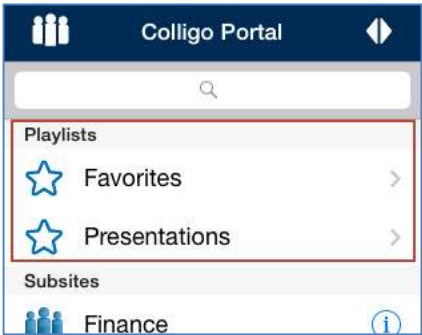 Colligo Portal
Playlists
Favorites
Presentations
Subsites
Finance